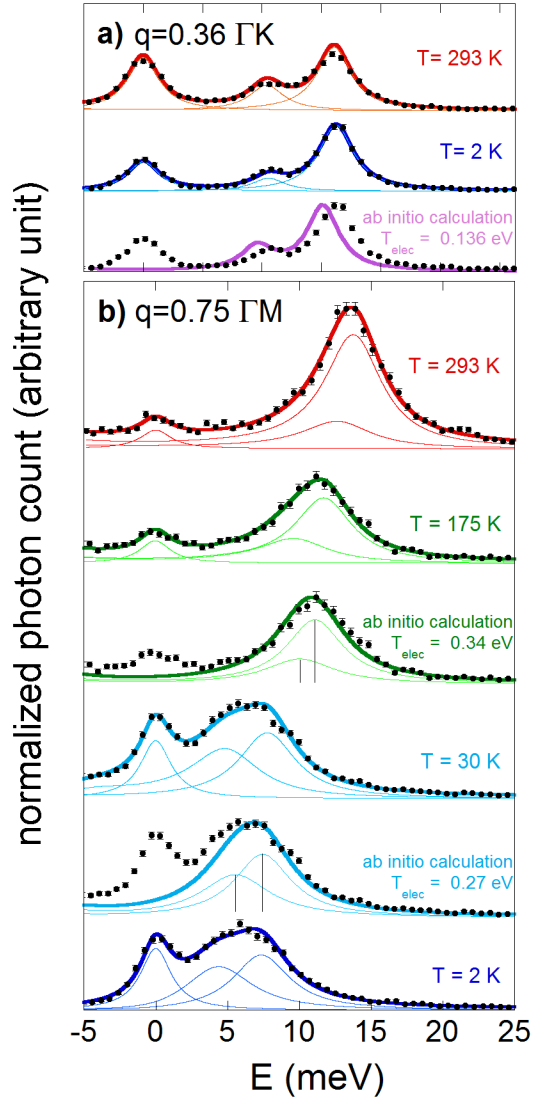 a) q=0.36 ΓK
T= 293 K
T= 2 K
ab initio calculation
T_elec = 0.136 eV
b) q=0.75 ΓM
T = 293 K
T = 175 K
ab initio calculation
T_elec = 0.34 eV
T = 30 K
ab initio calculation
T_elec = 0.27 eV
T = 2 K
normalized photon count (arbitrary unit)
-5 0 5 10 15 20 25
E (meV)